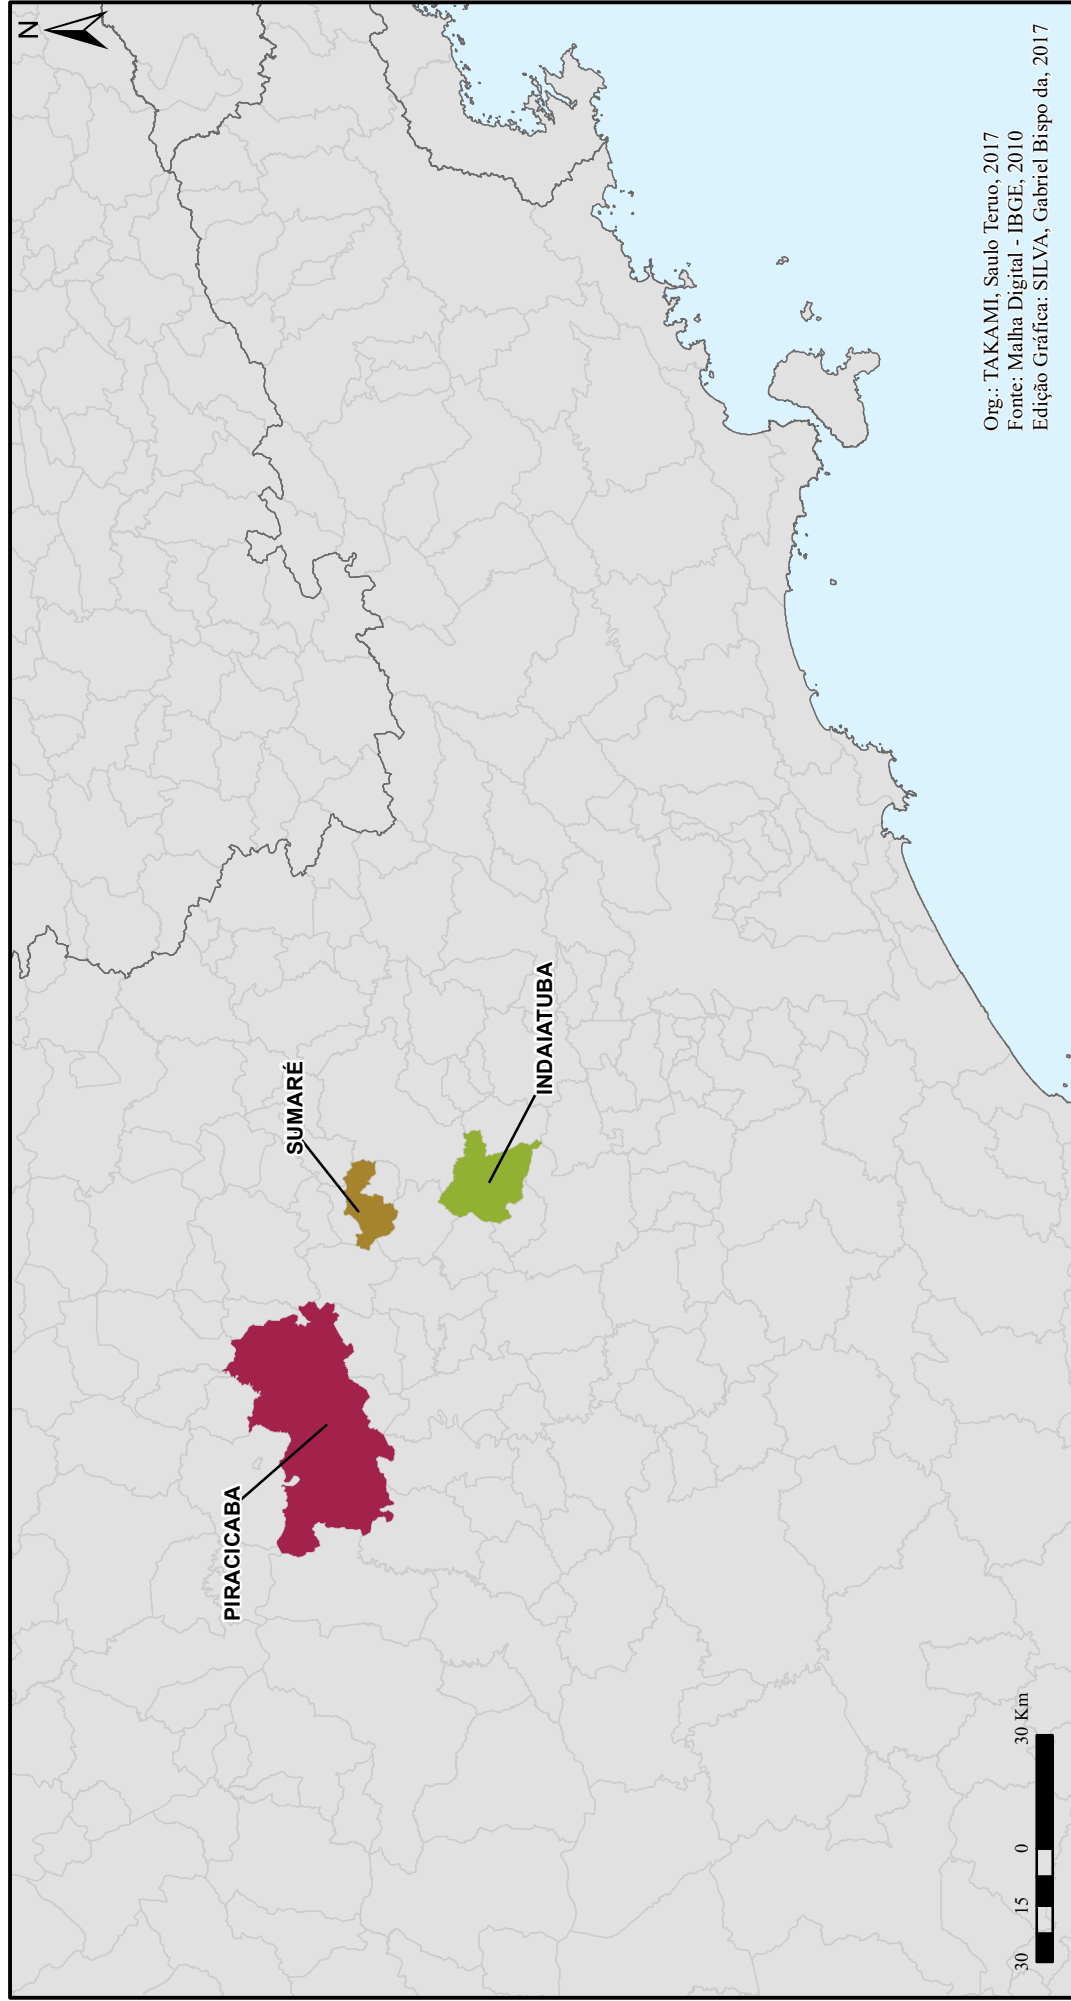 N
SUMARÉ
PIRACICABA
INDAIATUBA
Org.: TAKAMI, Saulo Teruo, 2017
Fonte: Malha Digital - IBGE, 2010
Edição Gráfica: SILVA, Gabriel Bispo da, 2017
30 15 0 30 Km